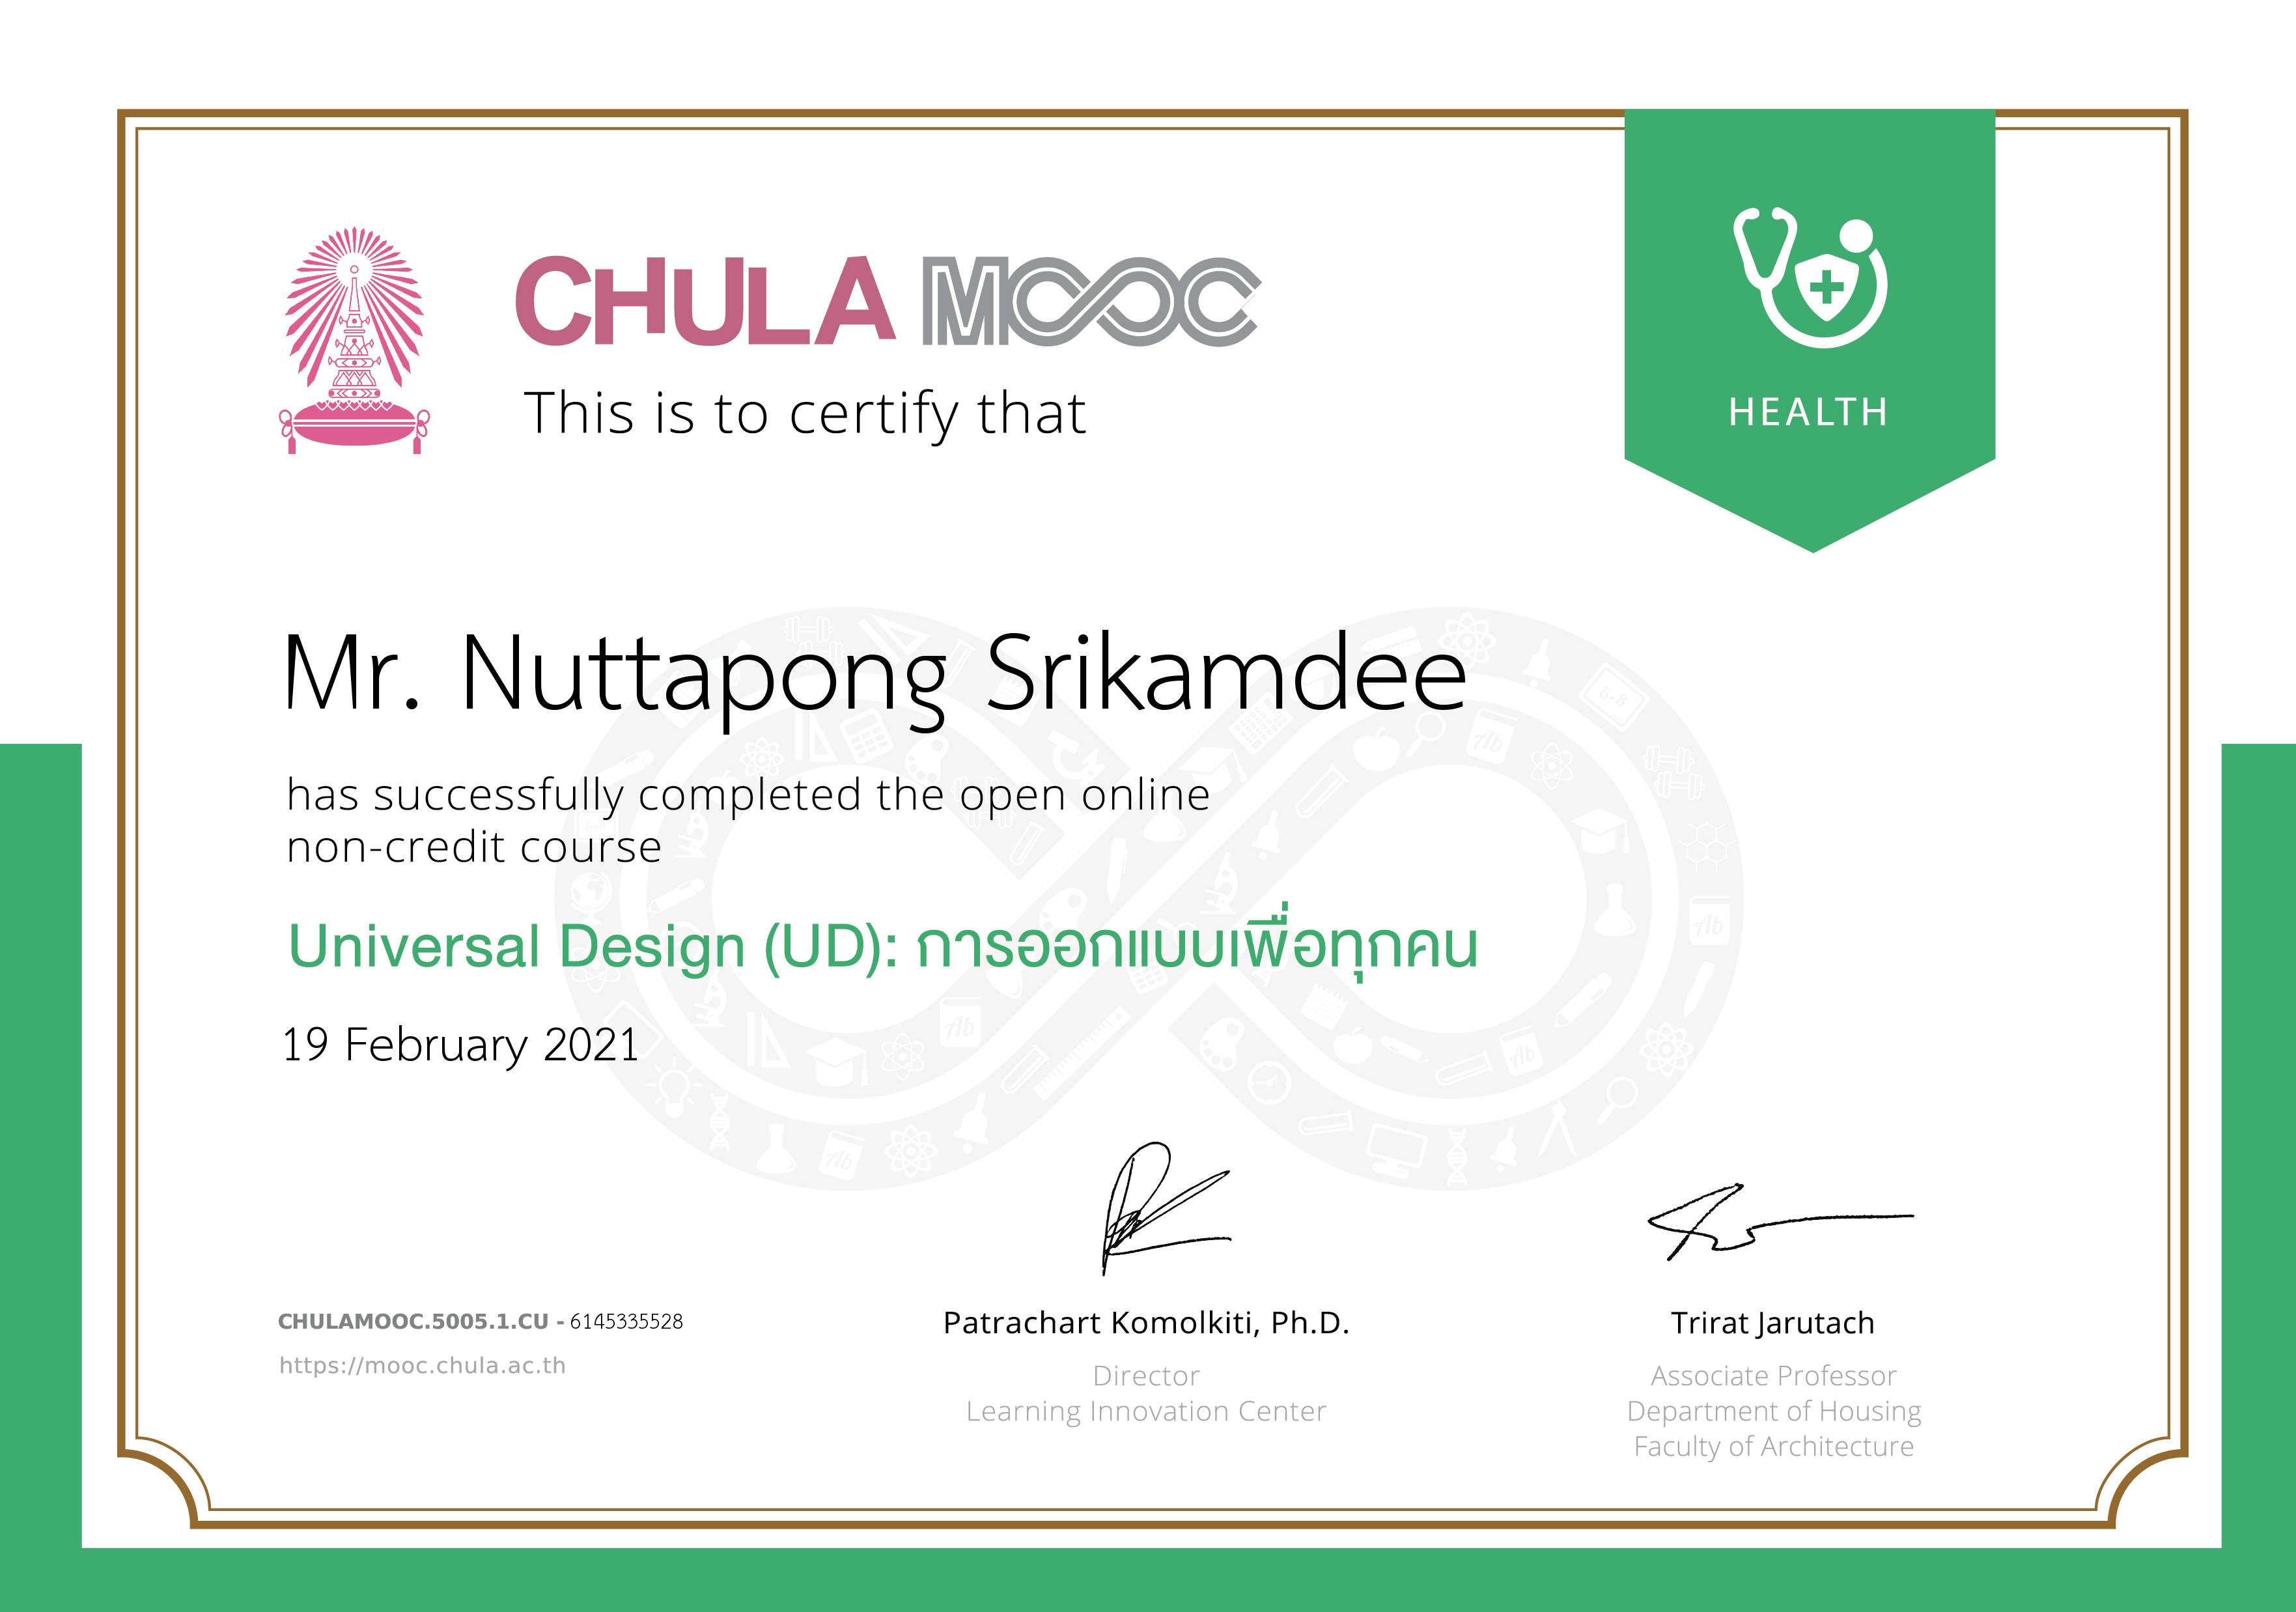 CHULA MOOC
This is to certify that
HEALTH
Mr. Nuttapong Srikamdee
has successfully completed the open online
non-credit course
Universal Design (UD): การออกแบบเพื่อทุกคน
19 February 2021
CHULAMOOC.5005.1.CU - 6145335528
https://mooc.chula.ac.th
Patrachart Komolkiti, Ph.D.
Director
Learning Innovation Center
Trirat Jarutach
Associate Professor
Department of Housing
Faculty of Architecture